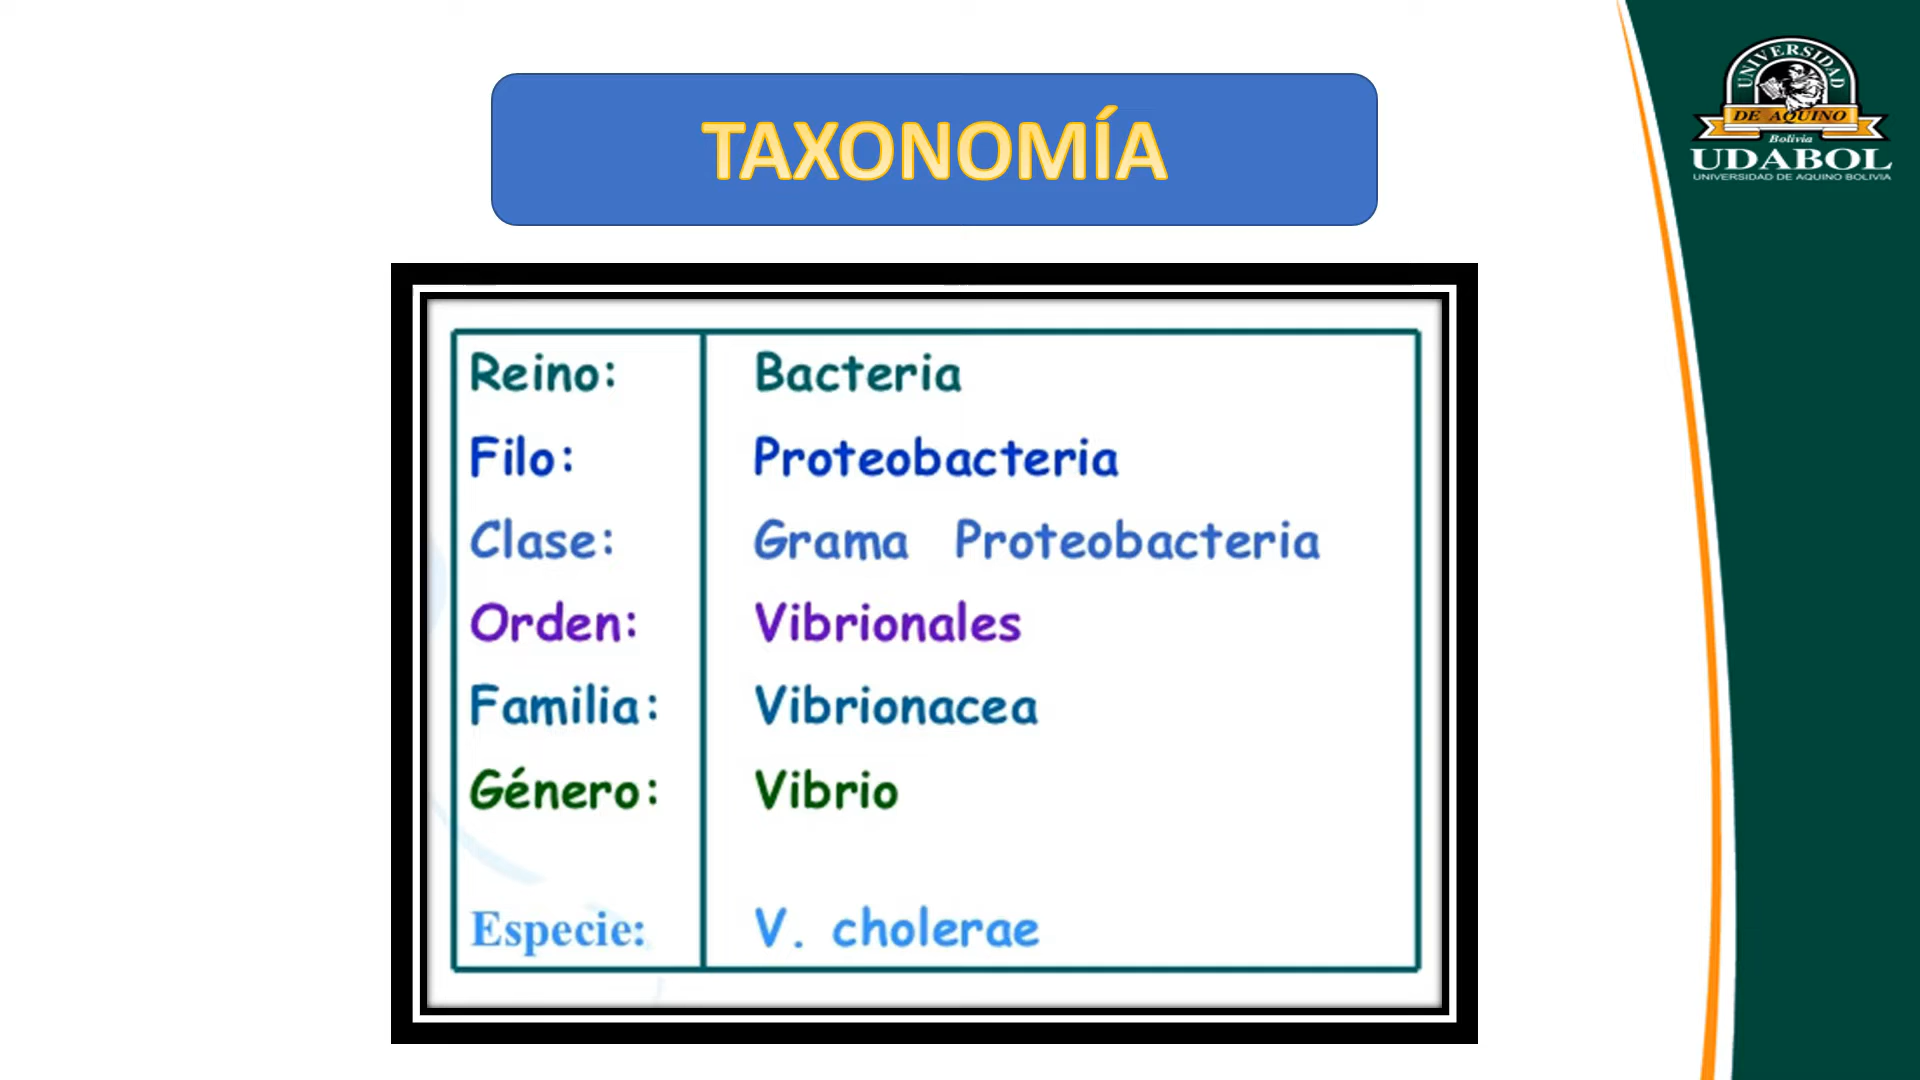 TAXONOMÍA
UNIVERSIDAD
DE AQUINO
Bolivia
UDABOL
UNIVERSIDAD DE AQUINO BOLIVIA
Reino: Bacteria
Filo: Proteobacteria
Clase: Grama Proteobacteria
Orden: Vibrionales
Familia: Vibrionacea
Género: Vibrio
Especie: V. cholerae